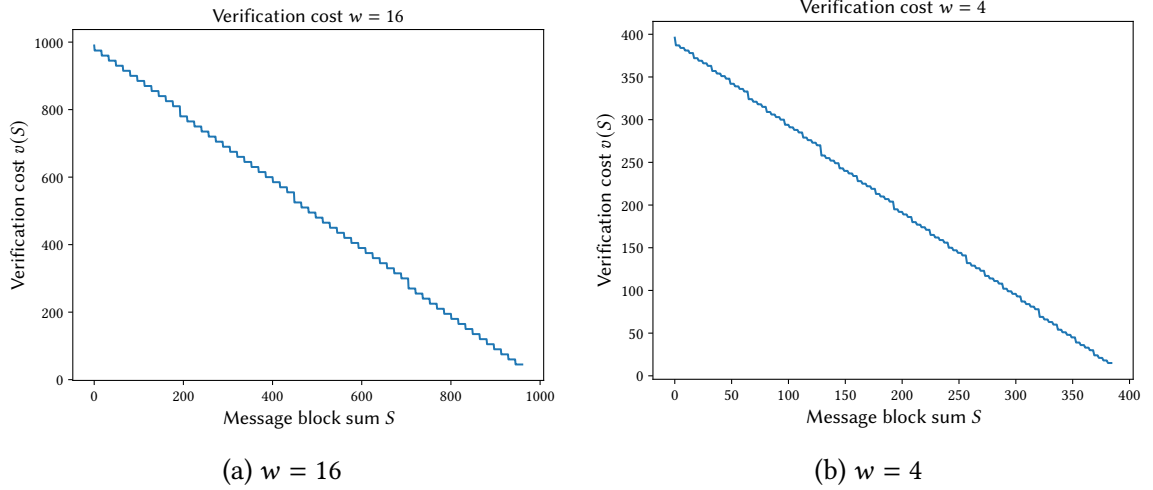 Verification cost w = 16
1000
800
600
400
200
0
Verification cost v(S)
0 200 400 600 800 1000
Message block sum S
(a) w = 16
Verification cost w = 4
400
350
300
250
200
150
100
50
0
Verification cost v(S)
0 50 100 150 200 250 300 350 400
Message block sum S
(b) w = 4